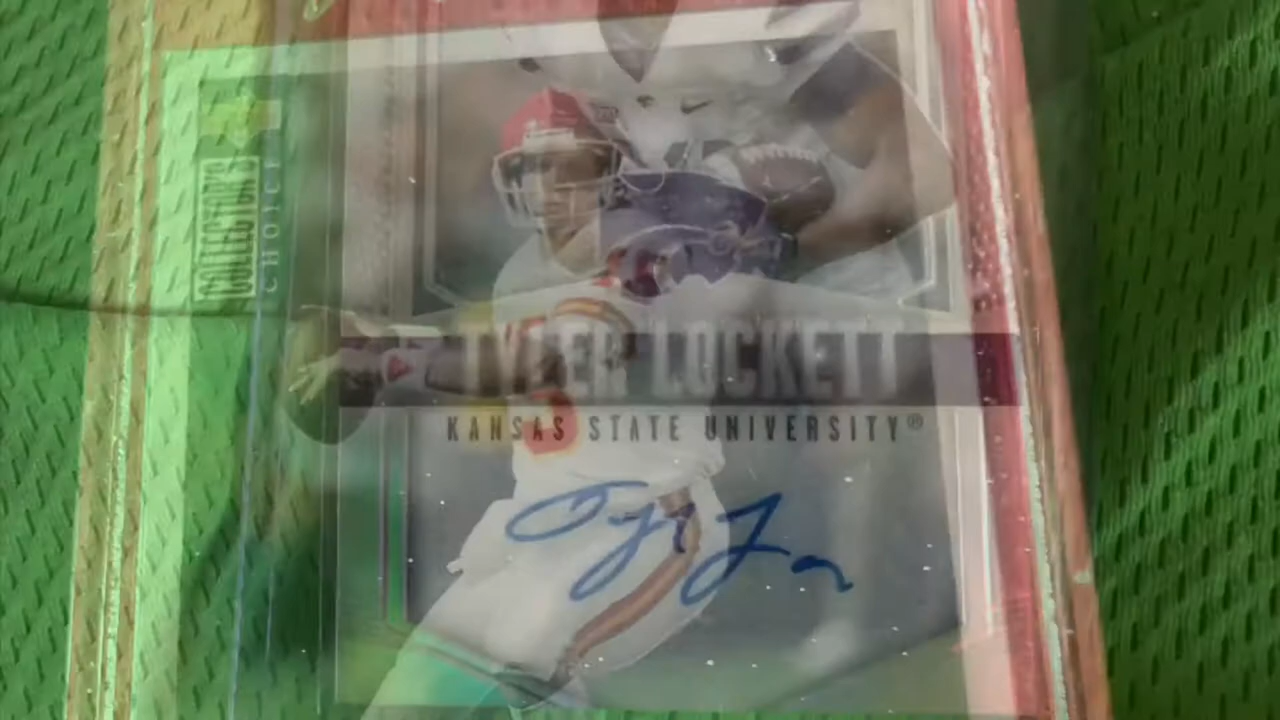 COLLECTOR'S
CHOICE
TYLER LOCKETT
KANSAS STATE UNIVERSITY®